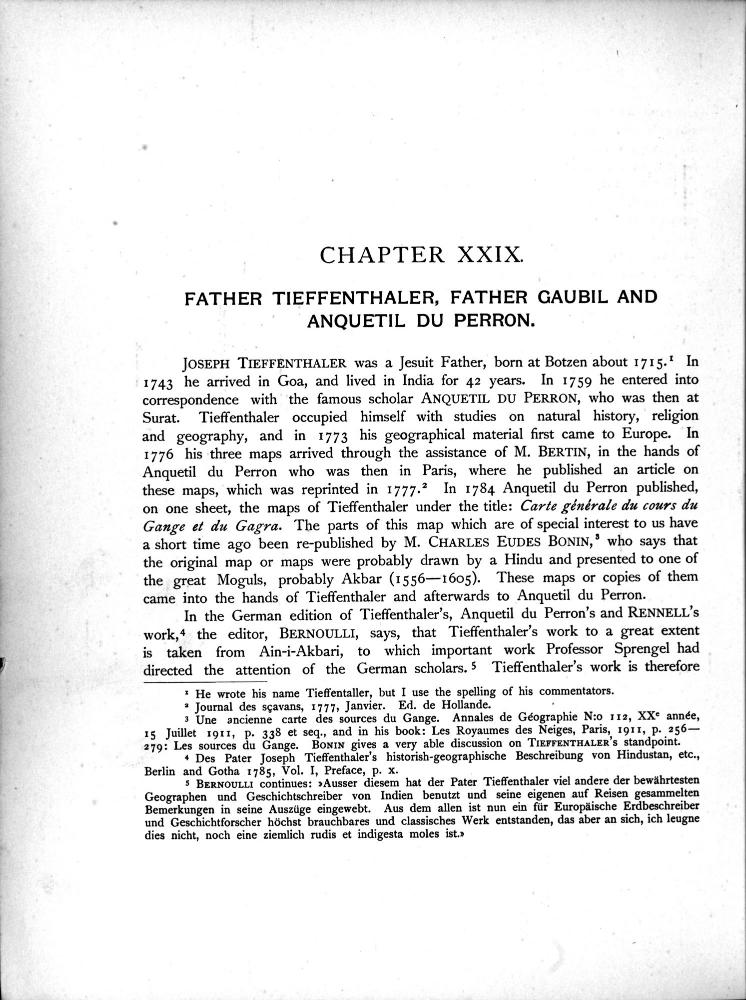 CHAPTER XXIX.
FATHER TIEFFENTHALER, FATHER GAUBIL AND
ANQUETIL DU PERRON.
JOSEPH TIEFFENTHALER was a Jesuit Father, born at Botzen about 1715.¹ In
1743 he arrived in Goa, and lived in India for 42 years. In 1759 he entered into
correspondence with the famous scholar ANQUETIL DU PERRON, who was then at
Surat. Tieffenthaler occupied himself with studies on natural history, religion
and geography, and in 1773 his geographical material first came to Europe. In
1776 his three maps arrived through the assistance of M. BERTIN, in the hands of
Anquetil du Perron who was then in Paris, where he published an article on
these maps, which was reprinted in 1777.² In 1784 Anquetil du Perron published,
on one sheet, the maps of Tieffenthaler under the title: Carte générale du cours du
Gange et du Gagra. The parts of this map which are of special interest to us have
a short time ago been re-published by M. CHARLES EUDES BONIN,³ who says that
the original map or maps were probably drawn by a Hindu and presented to one of
the great Moguls, probably Akbar (1556—1605). These maps or copies of them
came into the hands of Tieffenthaler and afterwards to Anquetil du Perron.
In the German edition of Tieffenthaler's, Anquetil du Perron's and RENNELL's
work,⁴ the editor, BERNOULLI, says, that Tieffenthaler's work to a great extent
is taken from Ain-i-Akbari, to which important work Professor Sprengel had
directed the attention of the German scholars.⁵ Tieffenthaler's work is therefore
¹ He wrote his name Tieffentaller, but I use the spelling of his commentators.
² Journal des sçavans, 1777, Janvier. Ed. de Hollande.
³ Une ancienne carte des sources du Gange. Annales de Géographie N:o 112, XXᵉ année,
15 Juillet 1911, p. 338 et seq., and in his book: Les Royaumes des Neiges, Paris, 1911, p. 256—
279: Les sources du Gange. BONIN gives a very able discussion on TIEFFENTHALER's standpoint.
⁴ Des Pater Joseph Tieffenthaler's historish-geographische Beschreibung von Hindustan, etc.,
Berlin and Gotha 1785, Vol. I, Preface, p. x.
⁵ BERNOULLI continues: »Ausser diesem hat der Pater Tieffenthaler viel andere der bewährtesten
Geographen und Geschichtschreiber von Indien benutzt und seine eigenen auf Reisen gesammelten
Bemerkungen in seine Auszüge eingewebt. Aus dem allen ist nun ein für Europäische Erdbeschreiber
und Geschichtforscher höchst brauchbares und classisches Werk entstanden, das aber an sich, ich leugne
dies nicht, noch eine ziemlich rudis et indigesta moles ist.»